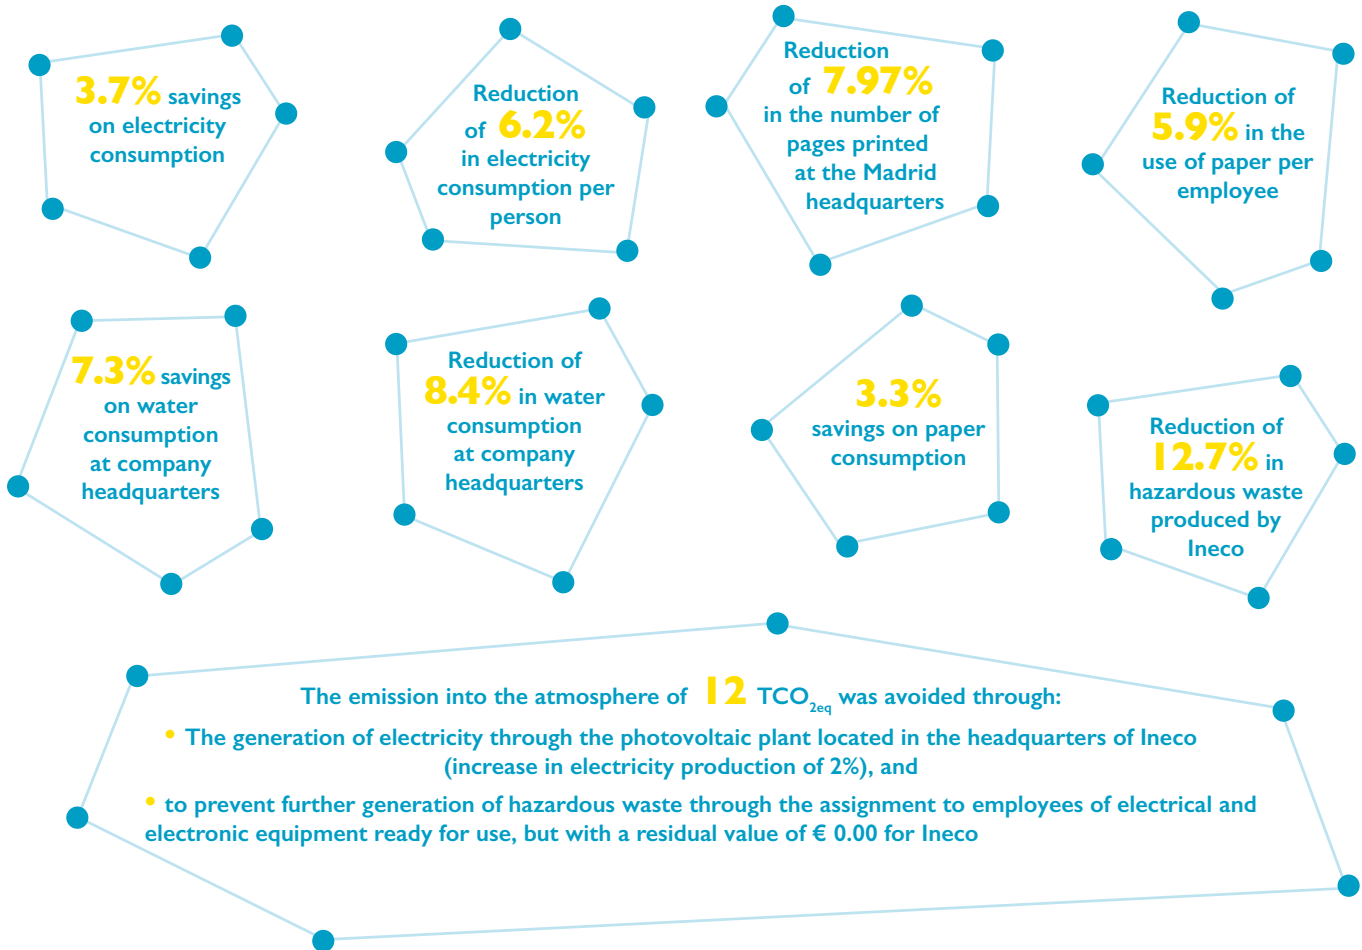 3.7% savings
on electricity
consumption
Reduction
of 6.2%
in electricity
consumption per
person
Reduction
of 7.97%
in the number of
pages printed
at the Madrid
headquarters
Reduction of
5.9% in the
use of paper per
employee
7.3% savings
on water
consumption
at company
headquarters
Reduction of
8.4% in water
consumption
at company
headquarters
3.3%
savings on paper
consumption
Reduction of
12.7% in
hazardous waste
produced by
Ineco
The emission into the atmosphere of 12 TCO2eq was avoided through:
• The generation of electricity through the photovoltaic plant located in the headquarters of Ineco
(increase in electricity production of 2%), and
• to prevent further generation of hazardous waste through the assignment to employees of electrical and
electronic equipment ready for use, but with a residual value of € 0.00 for Ineco